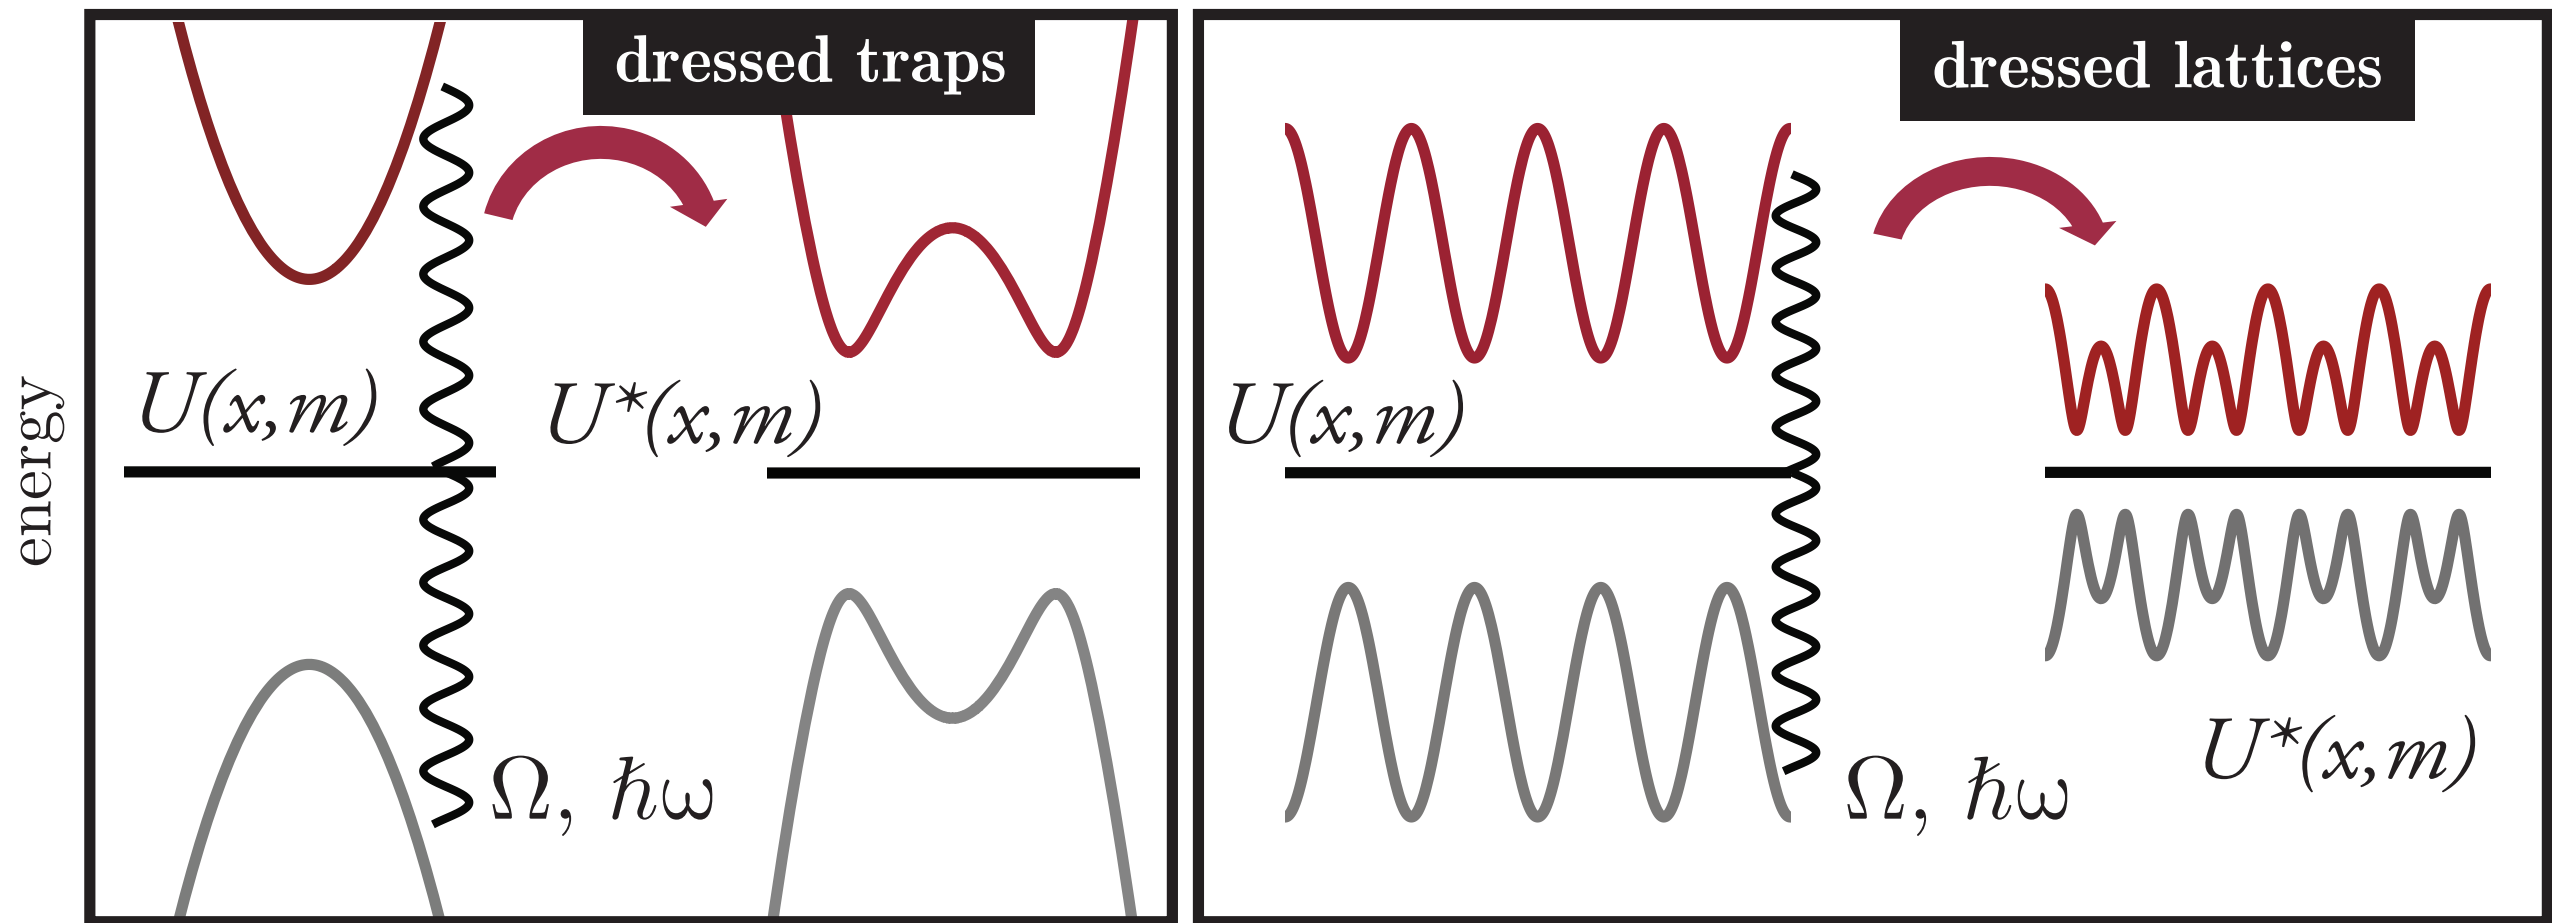 energy
dressed traps
U(x,m)
U*(x,m)
Ω, ħω
dressed lattices
U(x,m)
Ω, ħω
U*(x,m)